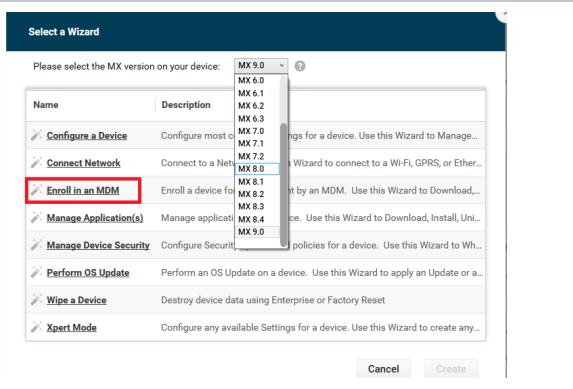 Select a Wizard
Please select the MX version on your device: MX 9.0
MX 6.0
MX 6.1
MX 6.2
MX 6.3
MX 7.0
MX 7.1
MX 7.2
MX 8.0
MX 8.1
MX 8.2
MX 8.3
MX 8.4
MX 9.0
Name Description
Configure a Device Configure most ngs for a device. Use this Wizard to Manage...
Connect Network Connect to a Wizard to connect to a Wi-Fi, GPRS, or Ether...
Enroll in an MDM Enroll a device by an MDM. Use this Wizard to Download,...
Manage Application(s) Manage ce. Use this Wizard to Download, Install, Uni...
Manage Device Security Configure policies for a device. Use this Wizard to Wh...
Perform OS Update Perform an OS Update on a device. Use this Wizard to apply an Update or a...
Wipe a Device Destroy device data using Enterprise or Factory Reset
Xpert Mode Configure any available Settings for a device. Use this Wizard to create any...
Cancel Create